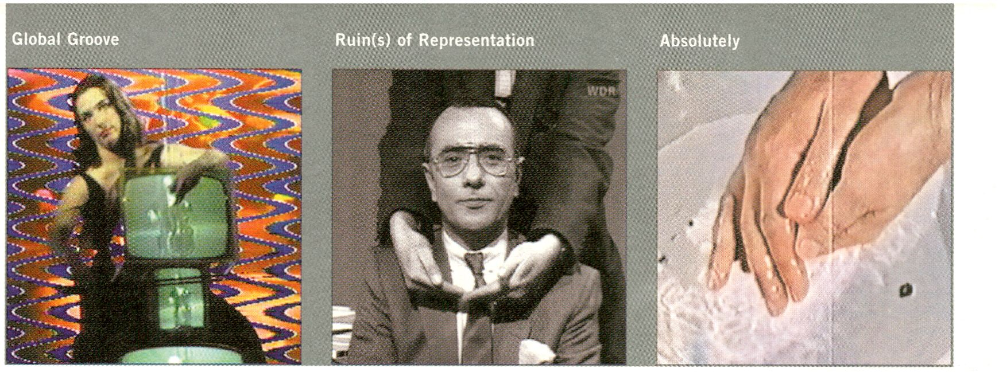 Global Groove
Ruin(s) of Representation
Absolutely
WDR